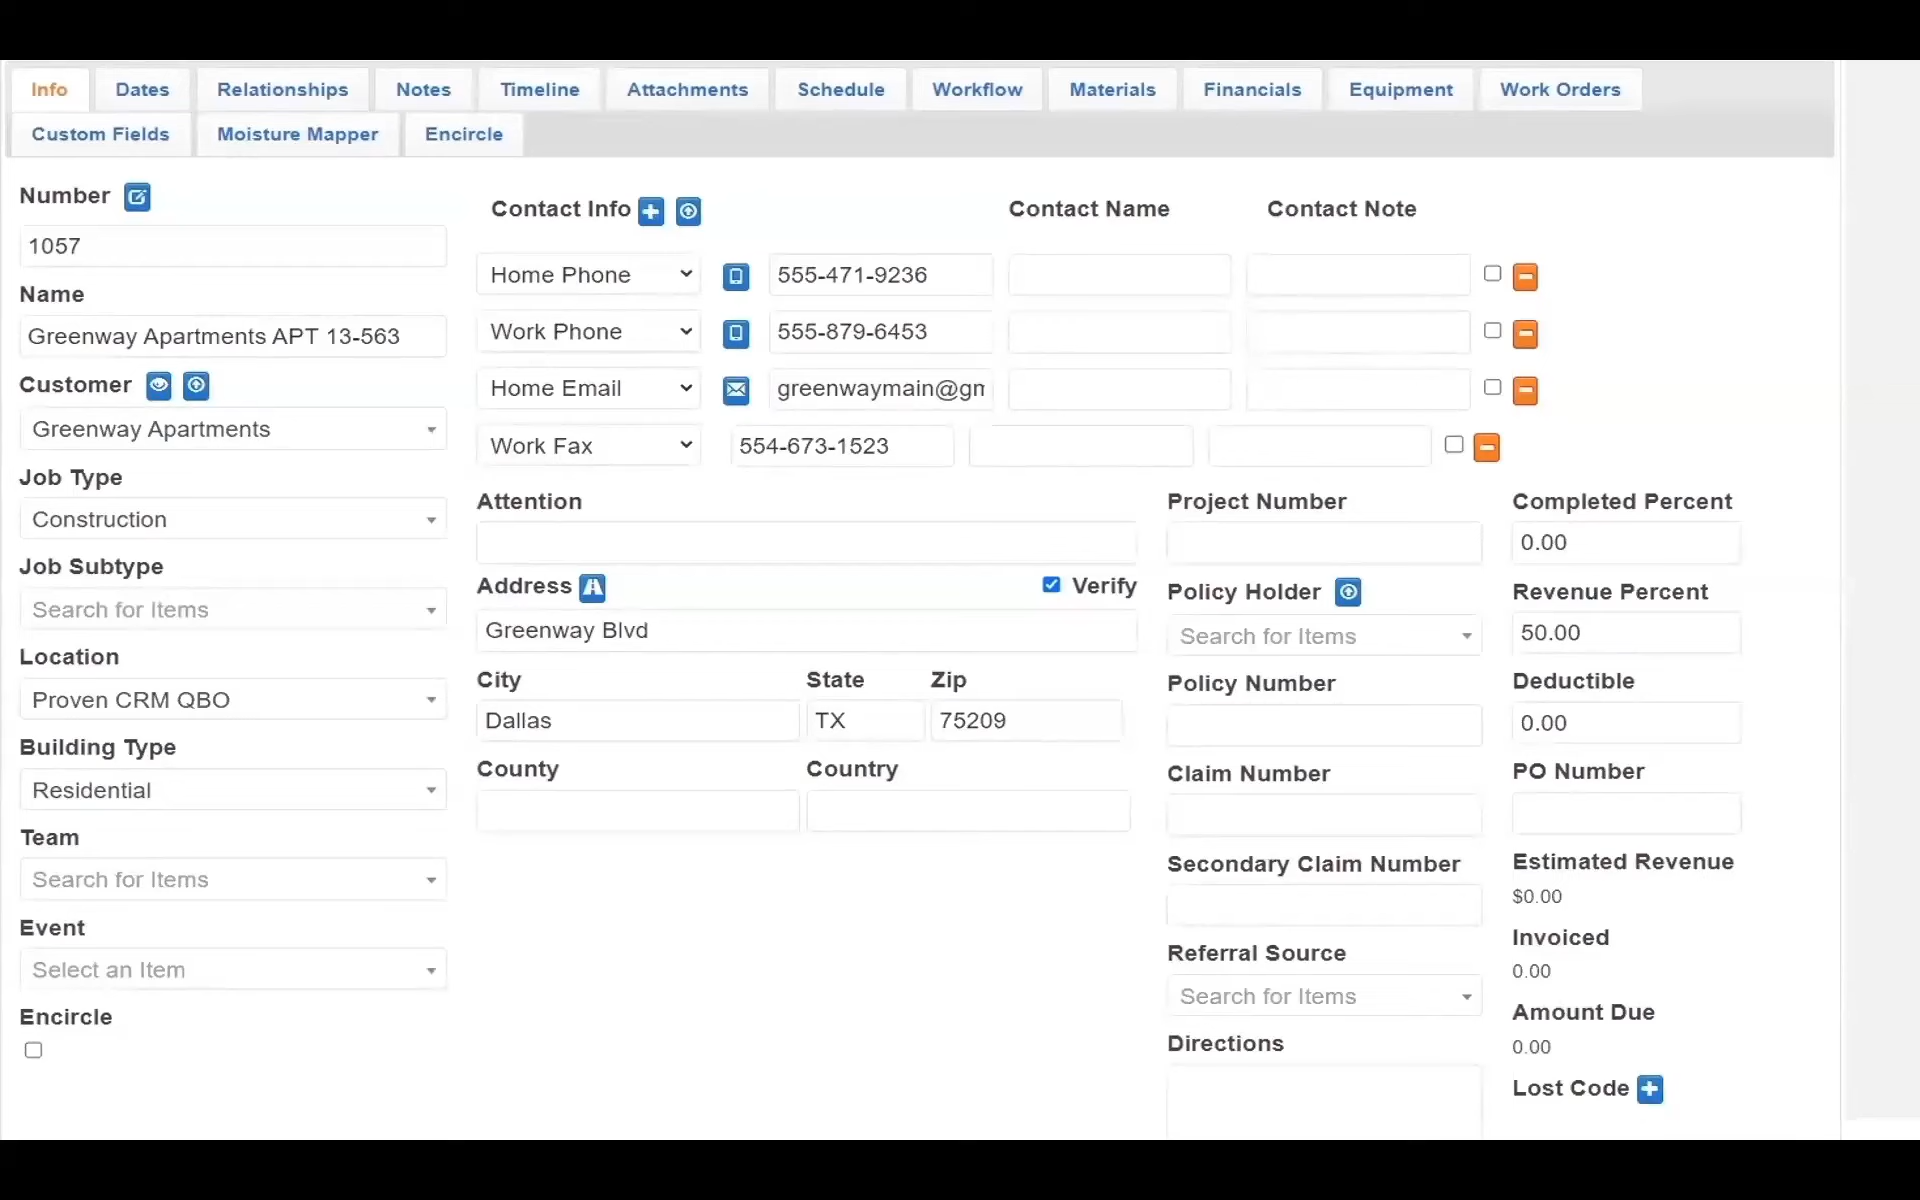 Info Dates Relationships Notes Timeline Attachments Schedule Workflow Materials Financials Equipment Work Orders
Custom Fields Moisture Mapper Encircle
Number
1057
Name
Greenway Apartments APT 13-563
Customer
Greenway Apartments
Job Type
Construction
Job Subtype
Search for Items
Location
Proven CRM QBO
Building Type
Residential
Team
Search for Items
Event
Select an Item
Encircle
Contact Info Contact Name Contact Note
Home Phone 555-471-9236
Work Phone 555-879-6453
Home Email greenwaymain@gm
Work Fax 554-673-1523
Attention
Address Verify
Greenway Blvd
City State Zip
Dallas TX 75209
County Country
Project Number
Policy Holder
Search for Items
Policy Number
Claim Number
Secondary Claim Number
Referral Source
Search for Items
Directions
Completed Percent
0.00
Revenue Percent
50.00
Deductible
0.00
PO Number
Estimated Revenue
$0.00
Invoiced
0.00
Amount Due
0.00
Lost Code